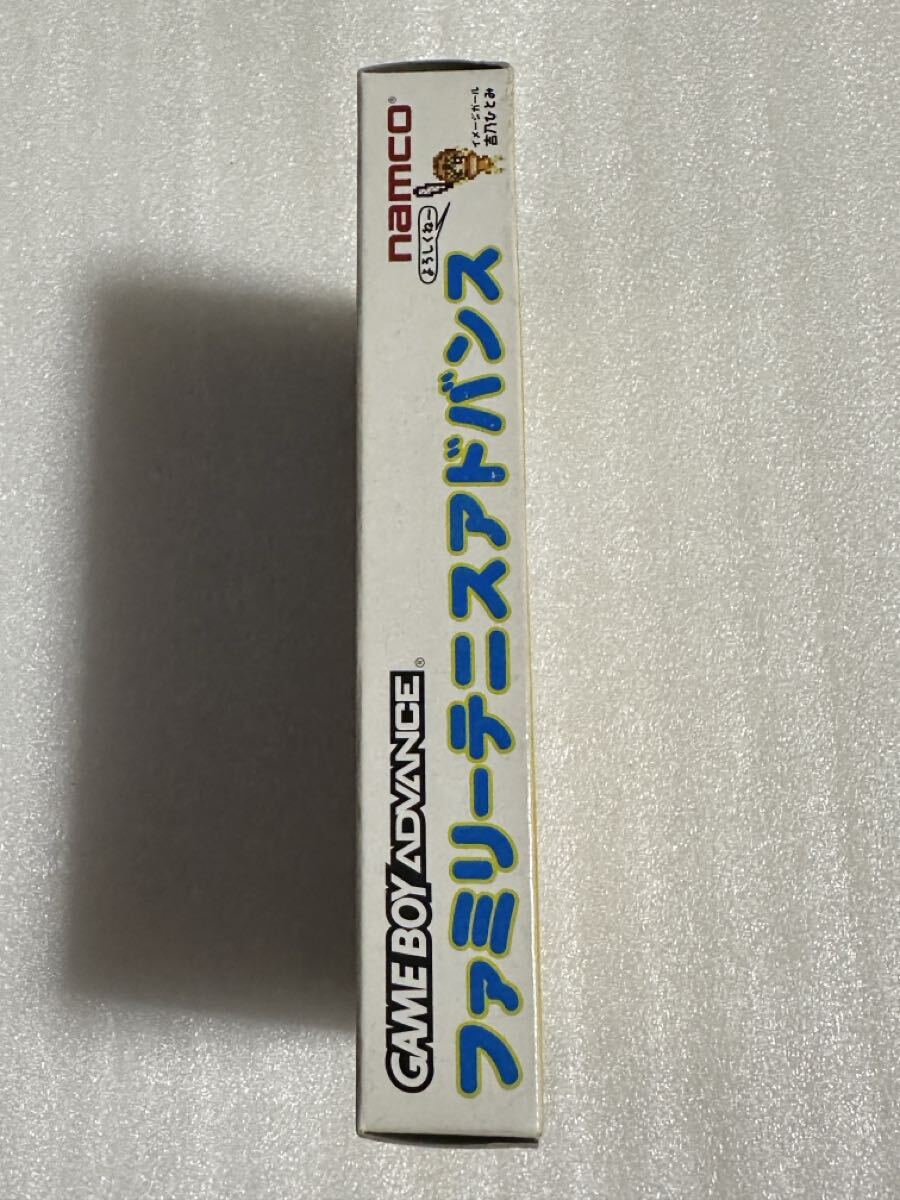 GAME BOY ADVANCE®
ファミリーテニスアドバンス
namco®
よろしくねー
イメージガール
吉乃ひとみ